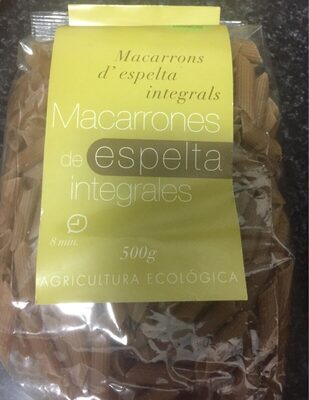 Macarrons
d'espelta
integrals
Macarrones
de espelta
integrales
8 min.
500g
AGRICULTURA ECOLÓGICA